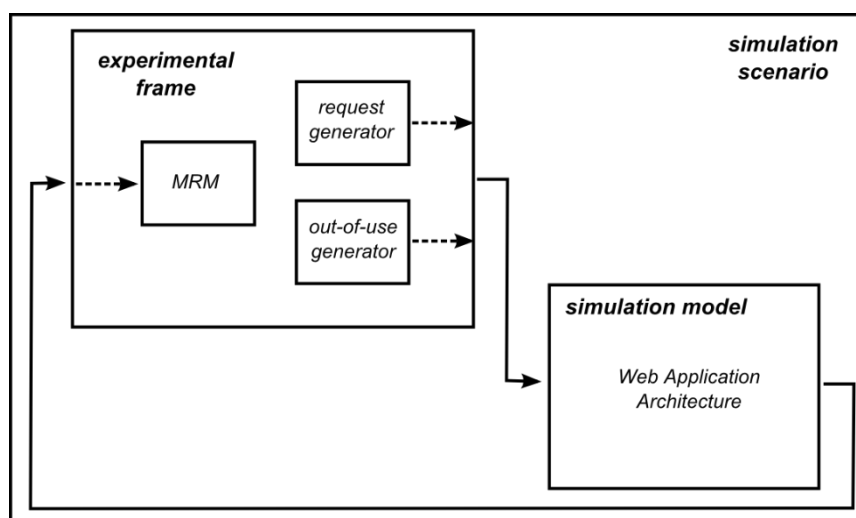 experimental
frame
simulation
scenario
request
generator
MRM
out-of-use
generator
simulation model
Web Application
Architecture